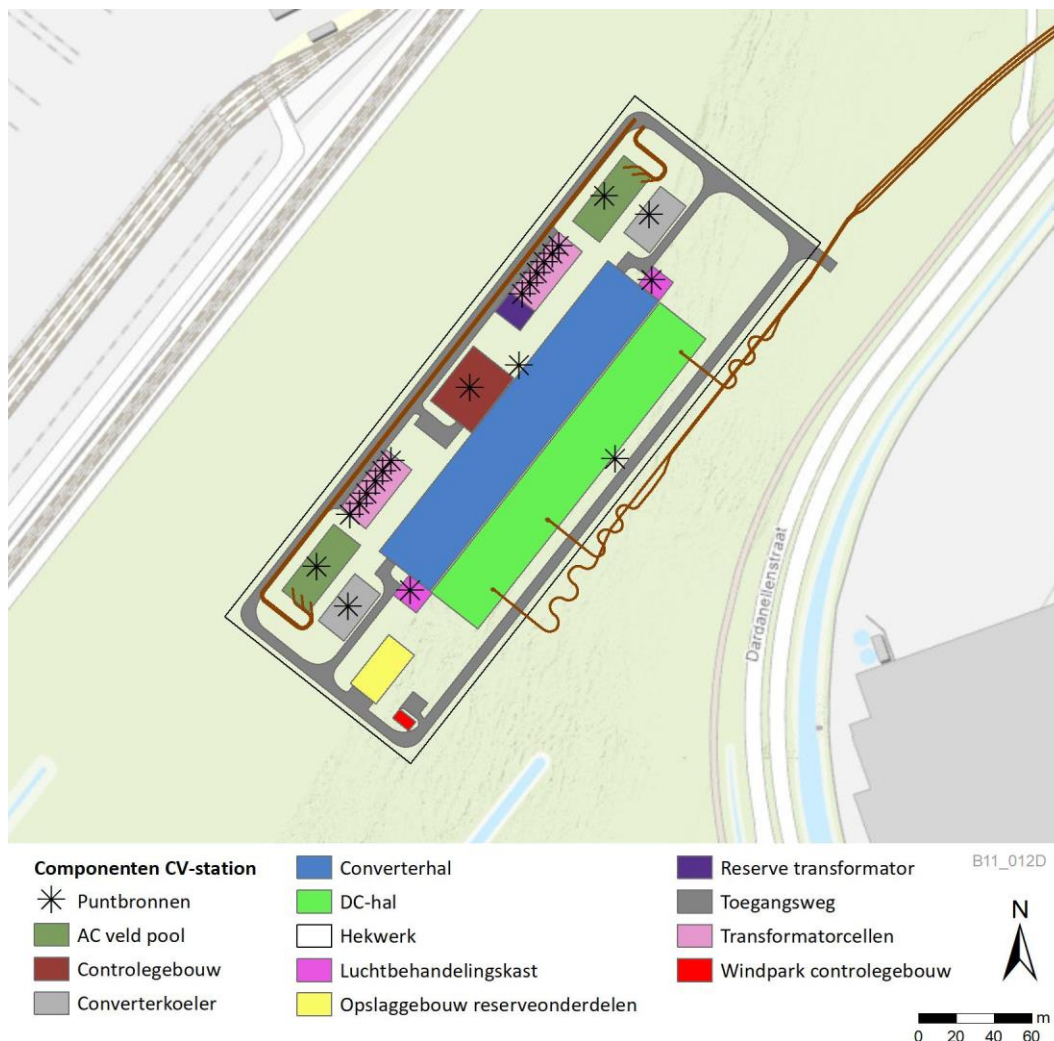 Dardanellenstraat
Componenten CV-station
Puntbronnen
AC veld pool
Controlegebouw
Converterkoeler
Converterhal
DC-hal
Hekwerk
Luchtbehandelingskast
Opslaggebouw reserveonderdelen
Reserve transformator
Toegangsweg
Transformatorcellen
Windpark controlegebouw
B11_012D
N
m
0 20 40 60